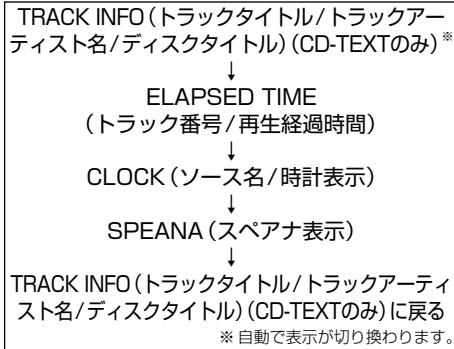 TRACK INFO（トラックタイトル/トラックアー
ティスト名/ディスクタイトル）（CD-TEXTのみ）※
↓
ELAPSED TIME
（トラック番号/再生経過時間）
↓
CLOCK（ソース名/時計表示）
↓
SPEANA（スペアナ表示）
↓
TRACK INFO（トラックタイトル/トラックアーティ
スト名/ディスクタイトル）（CD-TEXTのみ）に戻る
※ 自動で表示が切り換わります。